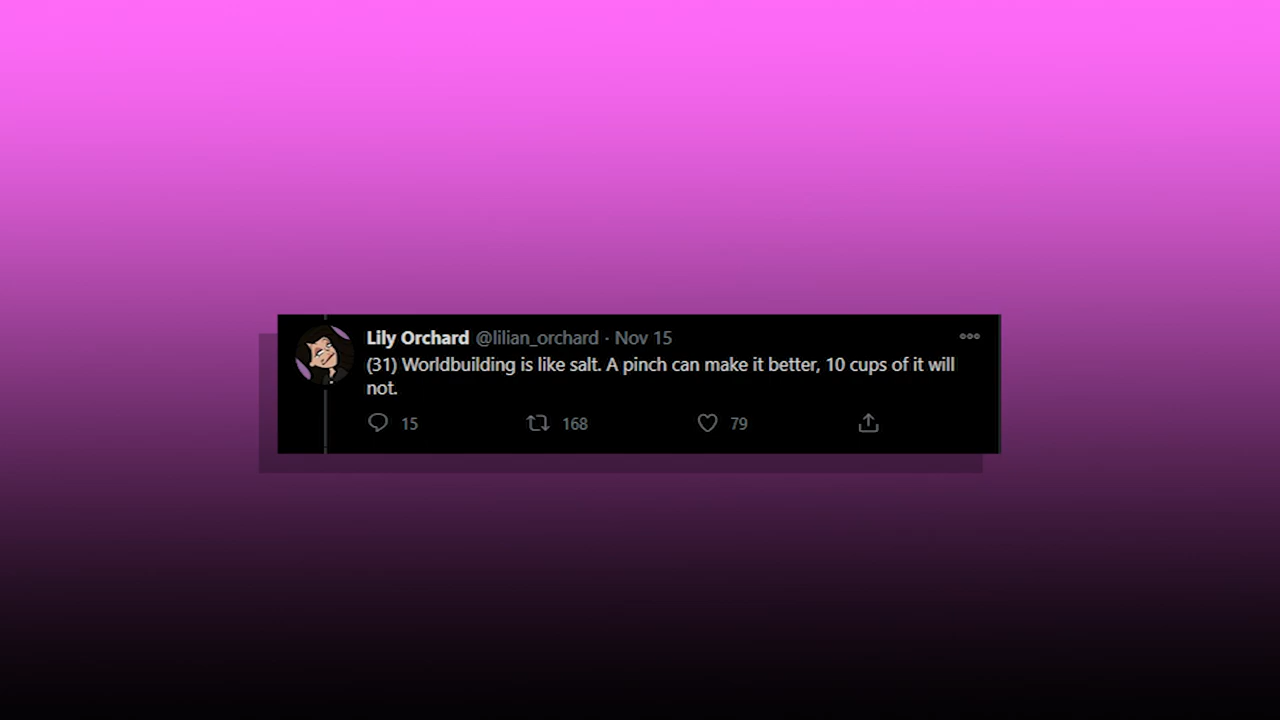 Lily Orchard @lilian_orchard · Nov 15
(31) Worldbuilding is like salt. A pinch can make it better, 10 cups of it will
not.
15 168 79